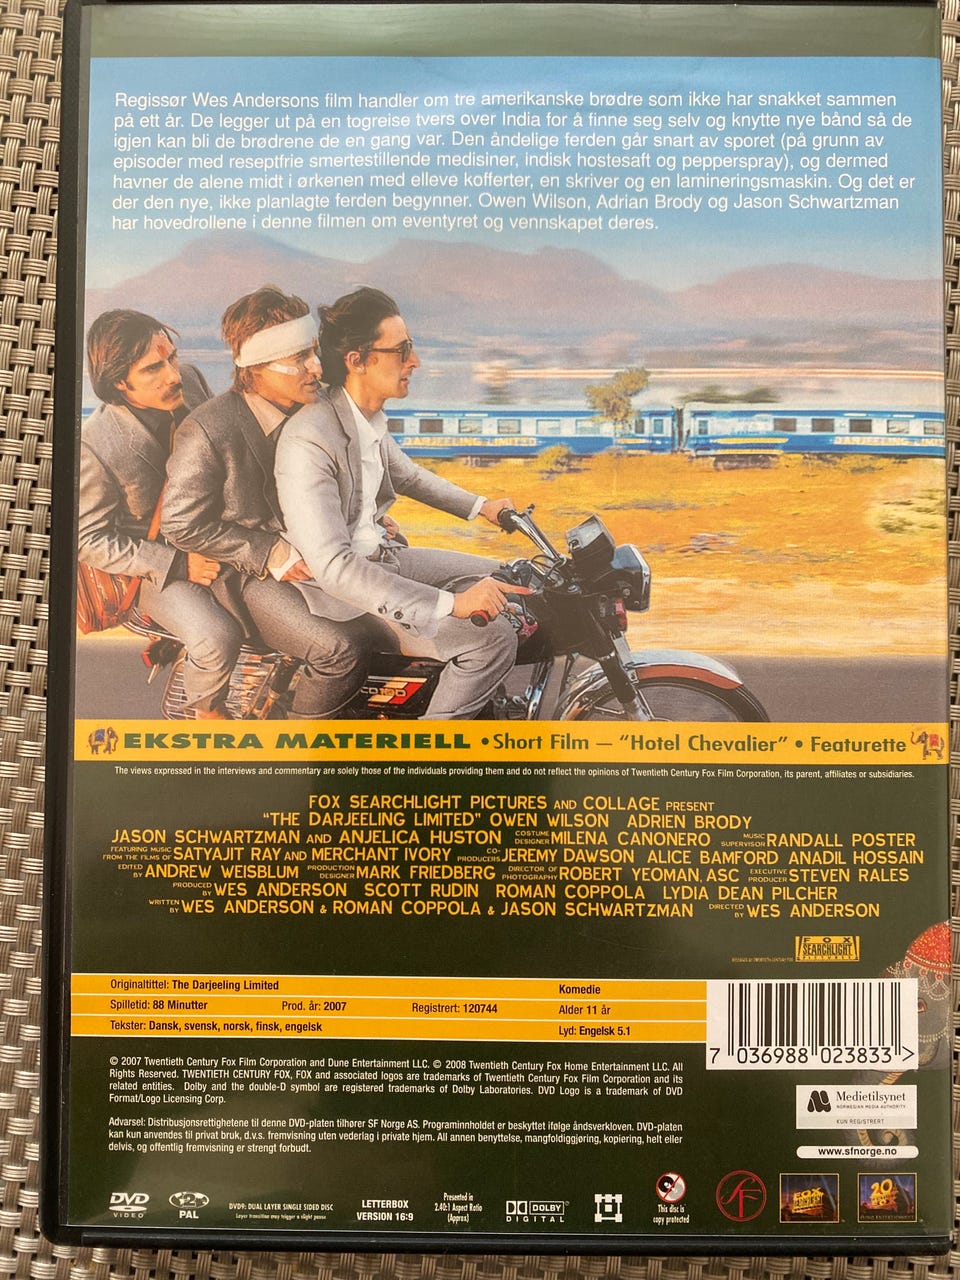 Regissør Wes Andersons film handler om tre amerikanske brødre som ikke har snakket sammen
på ett år. De legger ut på en togreise tvers over India for å finne seg selv og knytte nye bånd så de
igjen kan bli de brødrene de en gang var. Den åndelige ferden går snart av sporet (på grunn av
episoder med reseptfrie smertestillende medisiner, indisk hostesaft og pepperspray), og dermed
havner de alene midt i ørkenen med elleve kofferter, en skriver og en lamineringsmaskin. Og det er
der den nye, ikke planlagte ferden begynner. Owen Wilson, Adrian Brody og Jason Schwartzman
har hovedrollene i denne filmen om eventyret og vennskapet deres.
DARJEELING LIMITED
DARJEELING LIMITED
CO 100
EKSTRA MATERIELL • Short Film – “Hotel Chevalier” • Featurette
The views expressed in the interviews and commentary are solely those of the individuals providing them and do not reflect the opinions of Twentieth Century Fox Film Corporation, its parent, affiliates or subsidiaries.
FOX SEARCHLIGHT PICTURES AND COLLAGE PRESENT
“THE DARJEELING LIMITED” OWEN WILSON ADRIEN BRODY
JASON SCHWARTZMAN AND ANJELICA HUSTON COSTUME DESIGNER MILENA CANONERO MUSIC SUPERVISOR RANDALL POSTER
FEATURING MUSIC FROM THE FILMS OF SATYAJIT RAY AND MERCHANT IVORY CO-PRODUCERS JEREMY DAWSON ALICE BAMFORD ANADIL HOSSAIN
EDITED BY ANDREW WEISBLUM PRODUCTION DESIGNER MARK FRIEDBERG DIRECTOR OF PHOTOGRAPHY ROBERT YEOMAN, ASC EXECUTIVE PRODUCER STEVEN RALES
PRODUCED BY WES ANDERSON SCOTT RUDIN ROMAN COPPOLA LYDIA DEAN PILCHER
WRITTEN BY WES ANDERSON & ROMAN COPPOLA & JASON SCHWARTZMAN DIRECTED BY WES ANDERSON
FOX
SEARCHLIGHT
PICTURES
Originaltittel: The Darjeeling Limited Komedie
Spilletid: 88 Minutter Prod. år: 2007 Registrert: 120744 Alder 11 år
Tekster: Dansk, svensk, norsk, finsk, engelsk Lyd: Engelsk 5.1
7 036988 023833 >
© 2007 Twentieth Century Fox Film Corporation and Dune Entertainment LLC. © 2008 Twentieth Century Fox Home Entertainment LLC. All
Rights Reserved. TWENTIETH CENTURY FOX, FOX and associated logos are trademarks of Twentieth Century Fox Film Corporation and its
related entities. Dolby and the double-D symbol are registered trademarks of Dolby Laboratories. DVD Logo is a trademark of DVD
Format/Logo Licensing Corp.
Medietilsynet
NORWEGIAN MEDIA AUTHORITY
KUN REGISTRERT
Advarsel: Distribusjonsrettighetene til denne DVD-platen tilhører SF Norge AS. Programinnholdet er beskyttet ifølge åndsverkloven. DVD-platen
kan kun anvendes til privat bruk, d.v.s. fremvisning uten vederlag i private hjem. All annen benyttelse, mangfoldiggjøring, kopiering, helt eller
delvis, og offentlig fremvisning er strengt forbudt.
www.sfnorge.no
DVD
VIDEO
2
PAL
DVD9: DUAL LAYER SINGLE SIDED DISC
Layer transition may trigger a slight pause
LETTERBOX
VERSION 16:9
Presented in
2.40:1 Aspect Ratio
(Approx)
DOLBY
DIGITAL
This disc is
copy protected
SF
FOX
SEARCHLIGHT
20